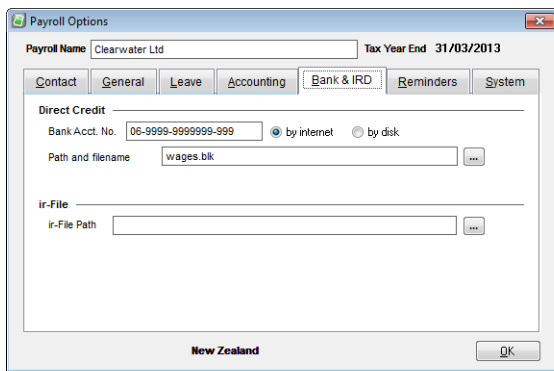 Payroll Options
Payroll Name Clearwater Ltd Tax Year End 31/03/2013
Contact General Leave Accounting Bank & IRD Reminders System
Direct Credit
Bank Acct. No. 06-9999-9999999-999 by internet by disk
Path and filename wages.blk ...
ir-File
ir-File Path ...
New Zealand OK